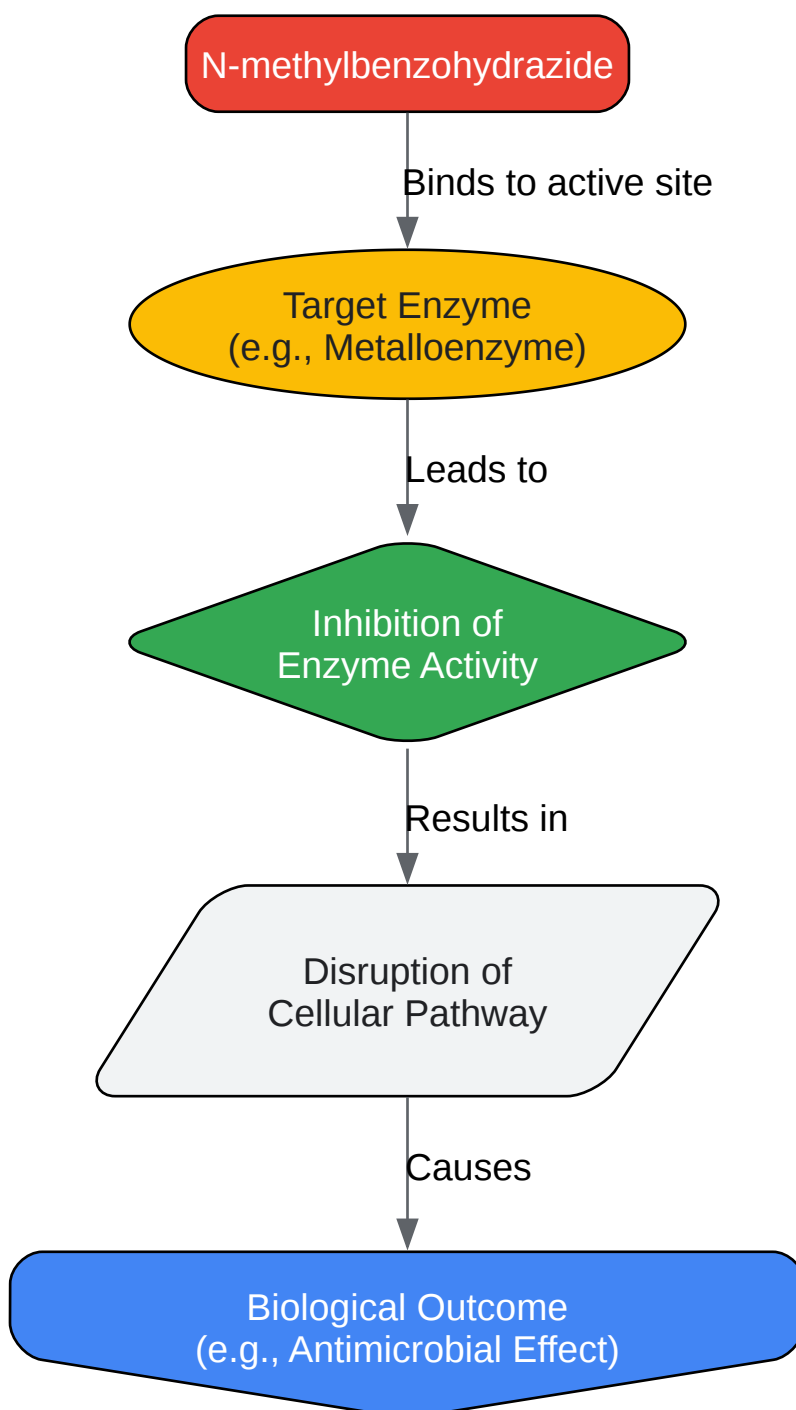 N-methylbenzohydrazide
Binds to active site
Target Enzyme
(e.g., Metalloenzyme)
Leads to
Inhibition of
Enzyme Activity
Results in
Disruption of
Cellular Pathway
Causes
Biological Outcome
(e.g., Antimicrobial Effect)